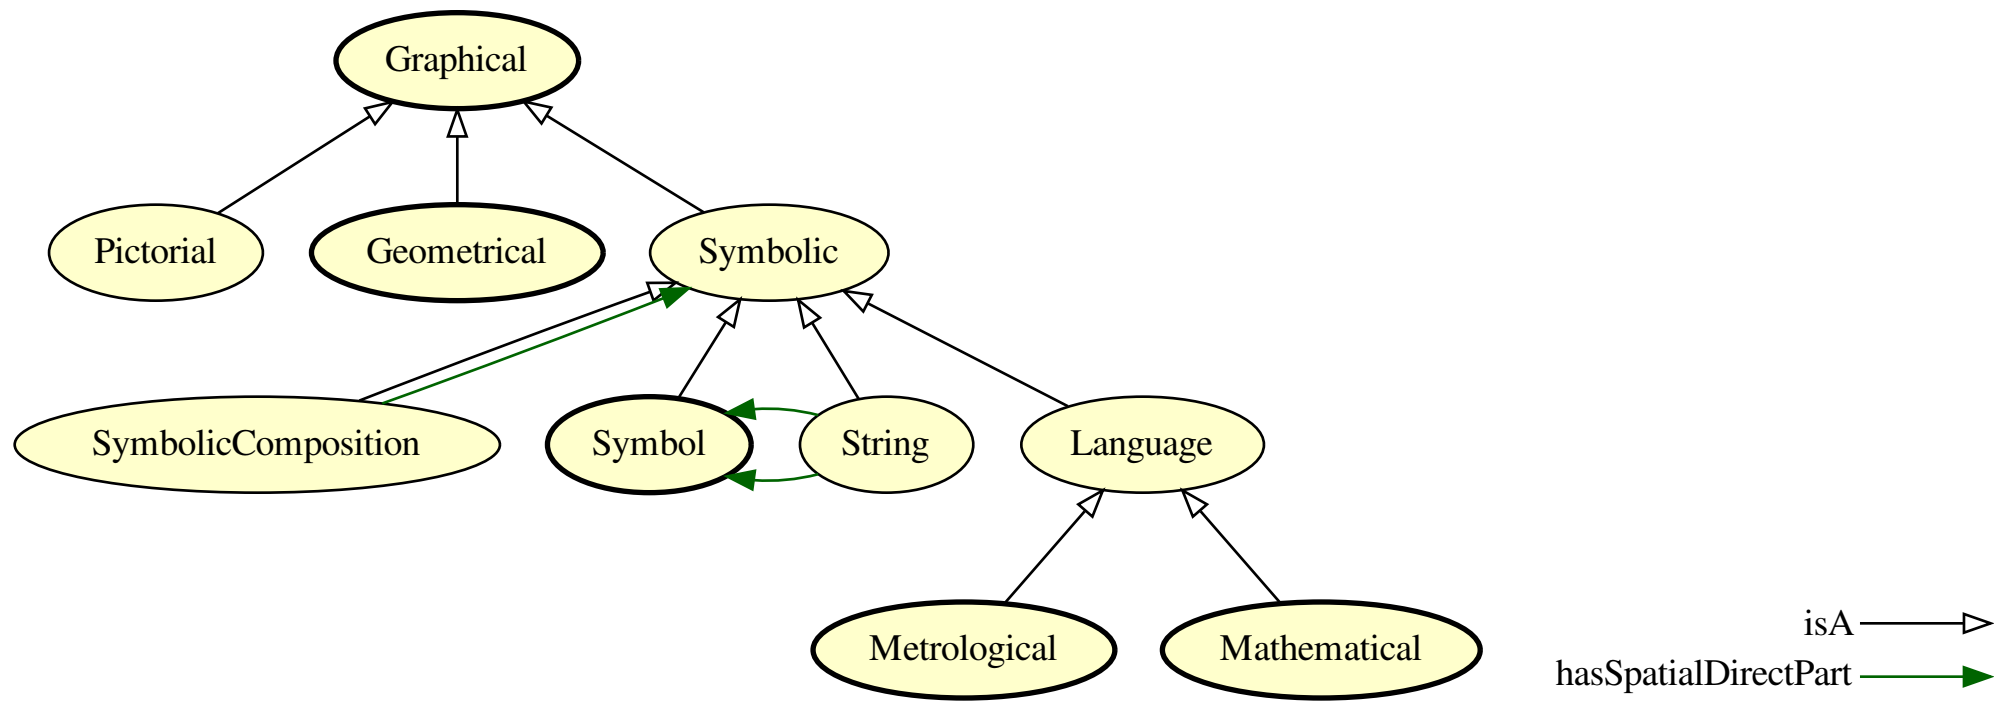 Graphical
Pictorial
Geometrical
Symbolic
SymbolicComposition
Symbol
String
Language
Metrological
Mathematical
isA
hasSpatialDirectPart